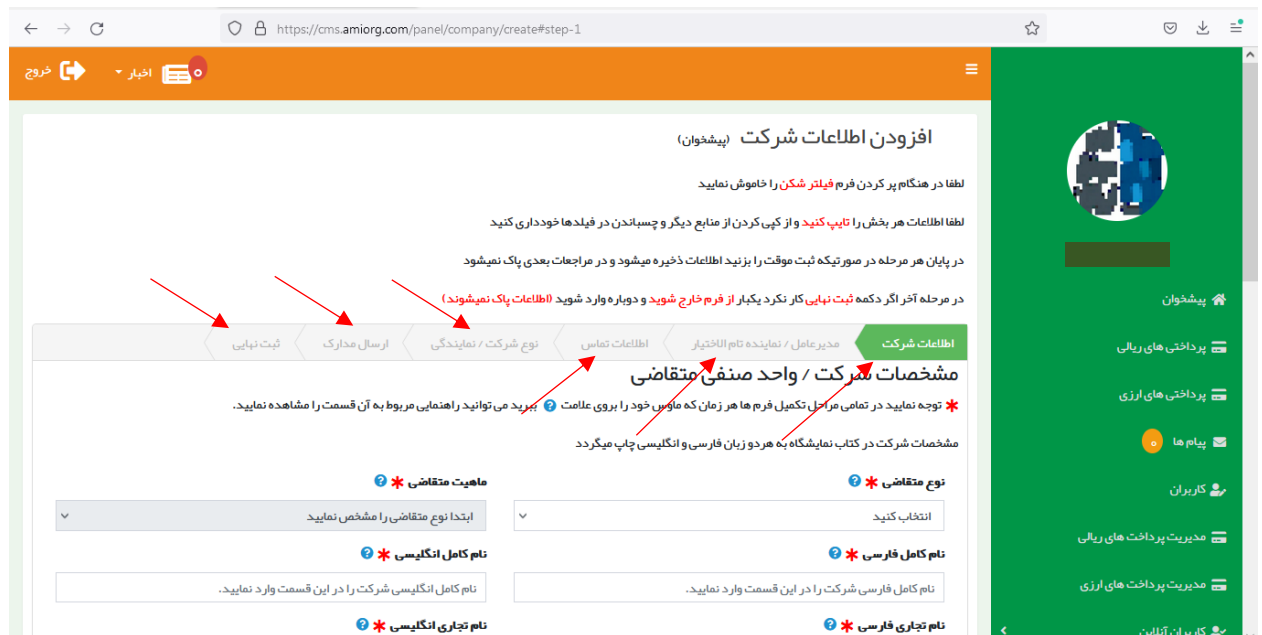 https://cms.amiorg.com/panel/company/create#step-1
خروج
اخبار
۰
افزودن اطلاعات شرکت (پیشخوان)
لطفا در هنگام پر کردن فرم فیلتر شکن را خاموش نمایید
لطفا اطلاعات هر بخش را تایپ کنید و از کپی کردن از منابع دیگر و چسباندن در فیلدها خودداری کنید
در پایان هر مرحله در صورتیکه ثبت موقت را بزنید اطلاعات ذخیره میشود و در مراجعات بعدی پاک نمیشود
در مرحله آخر اگر دکمه ثبت نهایی کار نکرد یکبار از فرم خارج شوید و دوباره وارد شوید (اطلاعات پاک نمیشوند)
اطلاعات شرکت
مدیرعامل / نماینده تام الاختیار
اطلاعات تماس
نوع شرکت / نمایندگی
ارسال مدارک
ثبت نهایی
مشخصات شرکت / واحد صنفی متقاضی
توجه نمایید در تمامی مراحل تکمیل فرم ها هر زمان که ماوس خود را بروی علامت ? ببرید می توانید راهنمایی مربوط به آن قسمت را مشاهده نمایید.
مشخصات شرکت در کتاب نمایشگاه به هر دو زبان فارسی و انگلیسی چاپ میگردد
نوع متقاضی
ماهیت متقاضی
انتخاب کنید
ابتدا نوع متقاضی را مشخص نمایید
نام کامل فارسی
نام کامل انگلیسی
نام کامل فارسی شرکت را در این قسمت وارد نمایید.
نام کامل انگلیسی شرکت را در این قسمت وارد نمایید.
نام تجاری فارسی
نام تجاری انگلیسی
پیشخوان
پرداختی های ریالی
پرداختی های ارزی
پیام ها ۰
کاربران
مدیریت پرداخت های ریالی
مدیریت پرداخت های ارزی
کاربران آنلاین